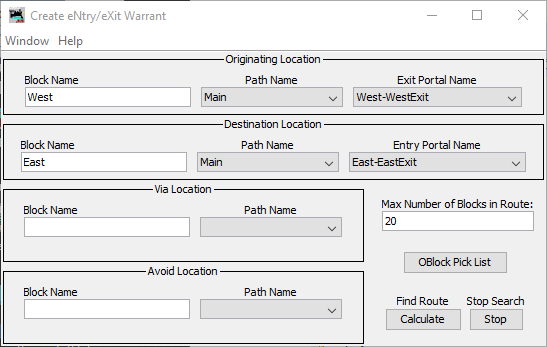 Create eNtry/eXit Warrant
Window Help
Originating Location
Block Name Path Name Exit Portal Name
West Main West-WestExit
Destination Location
Block Name Path Name Entry Portal Name
East Main East-EastExit
Via Location
Block Name Path Name
Max Number of Blocks in Route:
20
OBlock Pick List
Avoid Location
Block Name Path Name
Find Route Stop Search
Calculate Stop